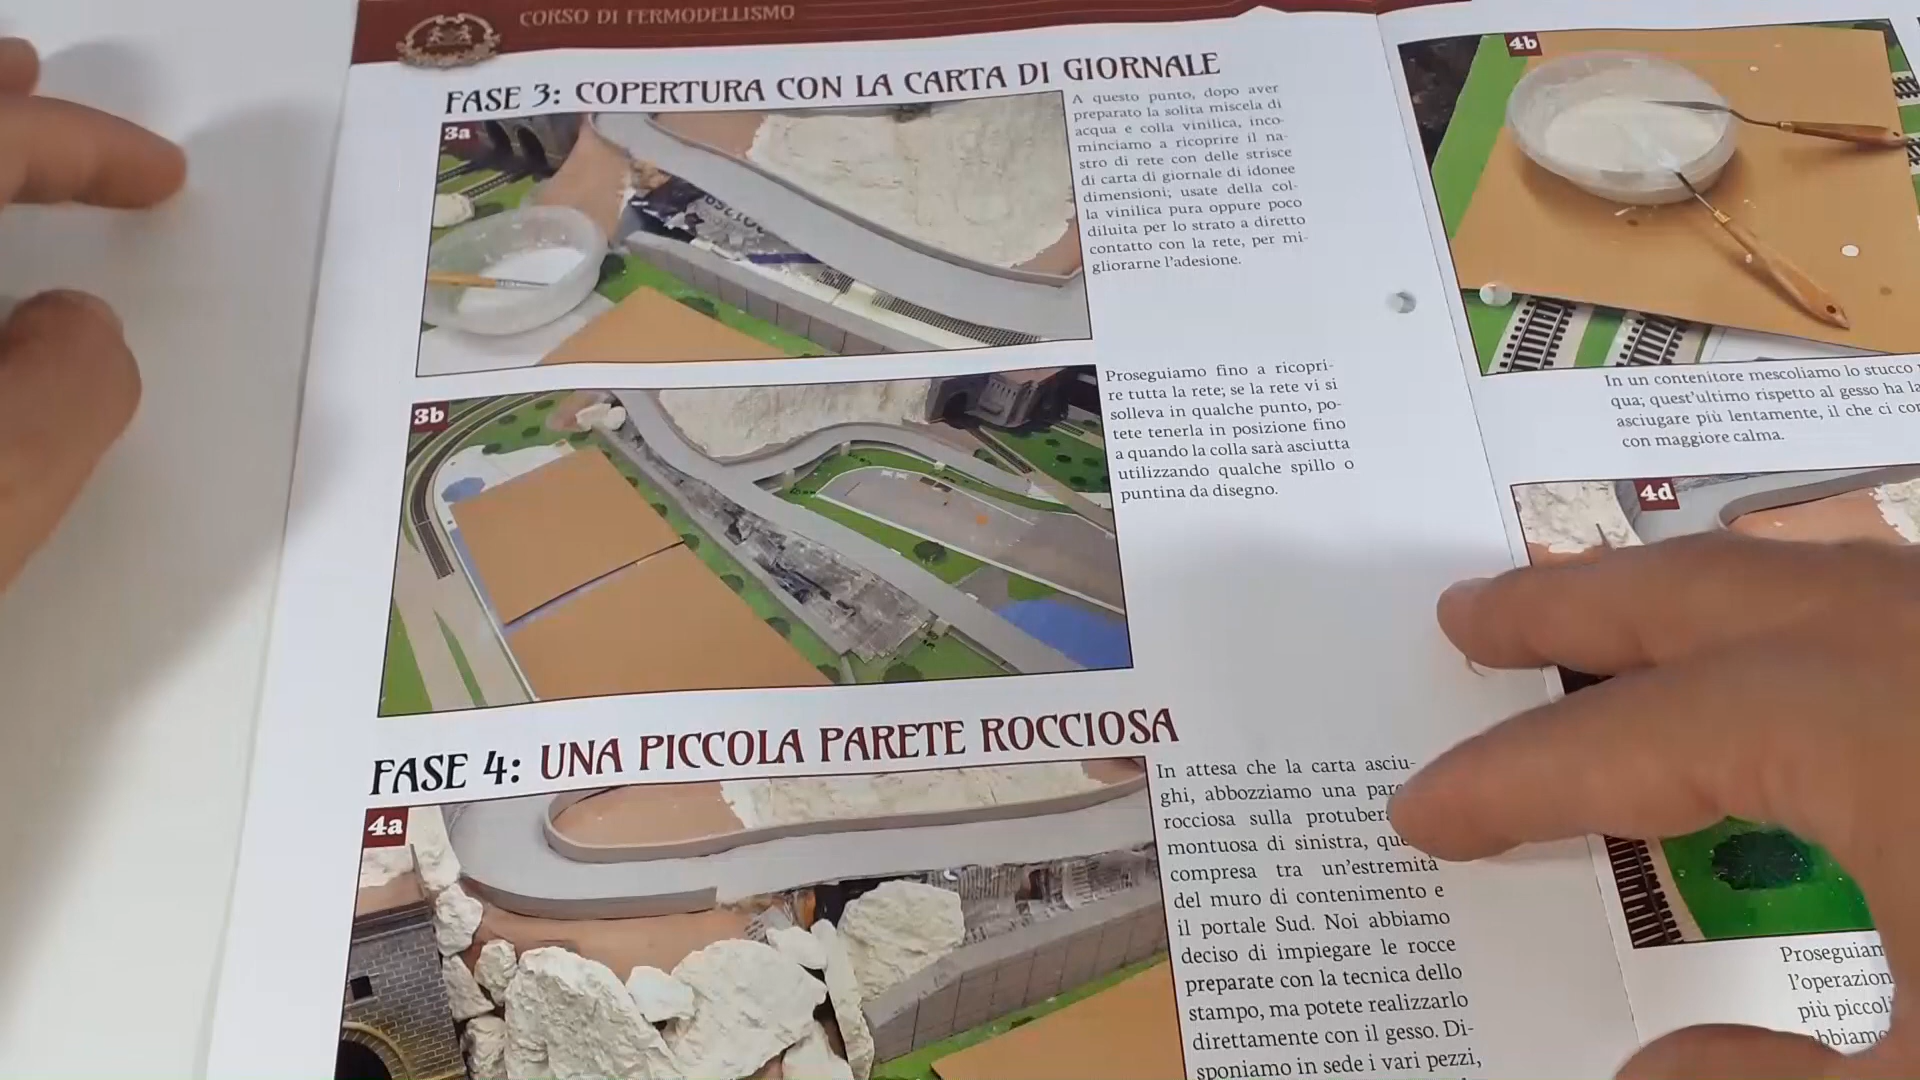 CORSO DI FERMODELLISMO
FASE 3: COPERTURA CON LA CARTA DI GIORNALE
3a
A questo punto, dopo aver
preparato la solita miscela di
acqua e colla vinilica, inco-
minciamo a ricoprire il na-
stro di rete con delle strisce
di carta di giornale di idonee
dimensioni; usate della col-
la vinilica pura oppure poco
diluita per lo strato a diretto
contatto con la rete, per mi-
gliorarne l'adesione.
3b
Proseguiamo fino a ricopri-
re tutta la rete; se la rete vi si
solleva in qualche punto, po-
tete tenerla in posizione fino
a quando la colla sarà asciutta
utilizzando qualche spillo o
puntina da disegno.
FASE 4: UNA PICCOLA PARETE ROCCIOSA
4a
In attesa che la carta asciu-
ghi, abbozziamo una
rocciosa sulla
montuosa di sinistra,
compresa tra un'estremità
del muro di contenimento e
il portale Sud. Noi abbiamo
deciso di impiegare le rocce
preparate con la tecnica dello
stampo, ma potete realizzarlo
direttamente con il gesso. Di-
sponiamo in sede i vari pezzi,
4b
In un contenitore mescoliamo lo stucco
qua; quest'ultimo rispetto al gesso ha
asciugare più lentamente, il che ci
con maggiore calma.
4d
Proseguiam
l'operazion
più piccoli